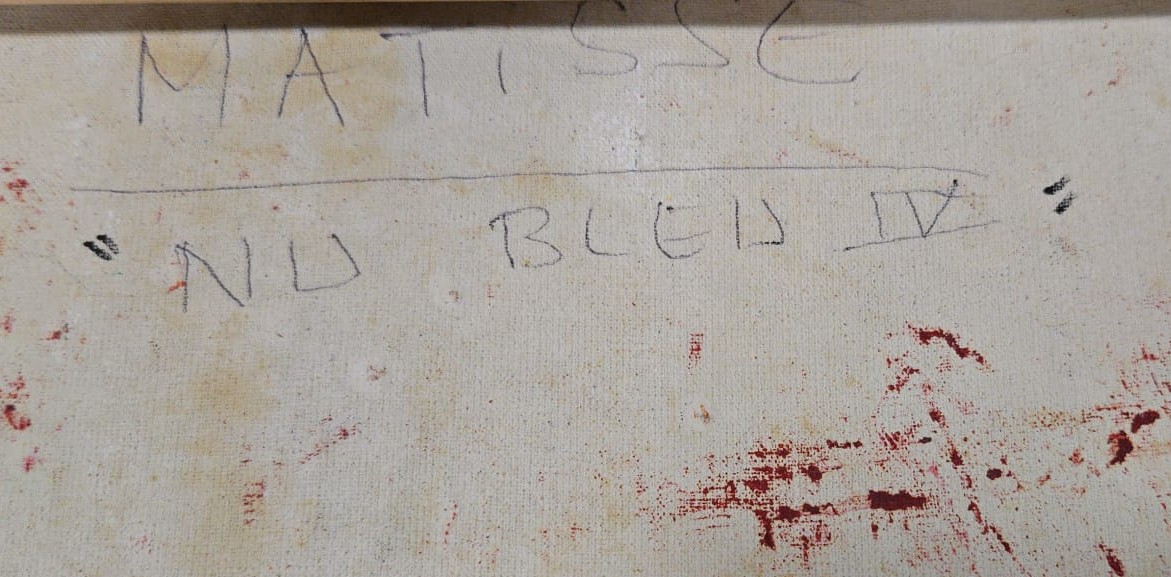 MATISSE
"NU BLEU IV"